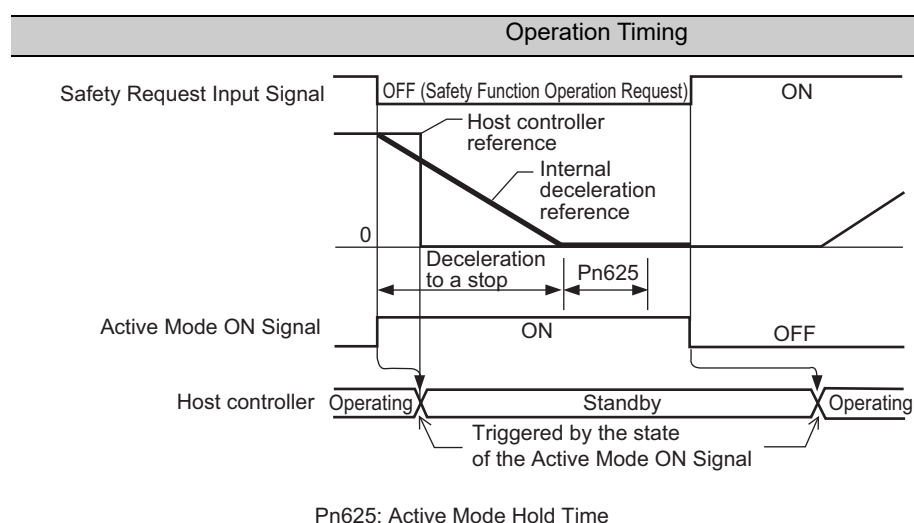 Operation Timing
Safety Request Input Signal
OFF (Safety Function Operation Request)
ON
Host controller
reference
Internal
deceleration
reference
0
Deceleration
to a stop
Pn625
Active Mode ON Signal
ON
OFF
Host controller
Operating
Standby
Operating
Triggered by the state
of the Active Mode ON Signal
Pn625: Active Mode Hold Time